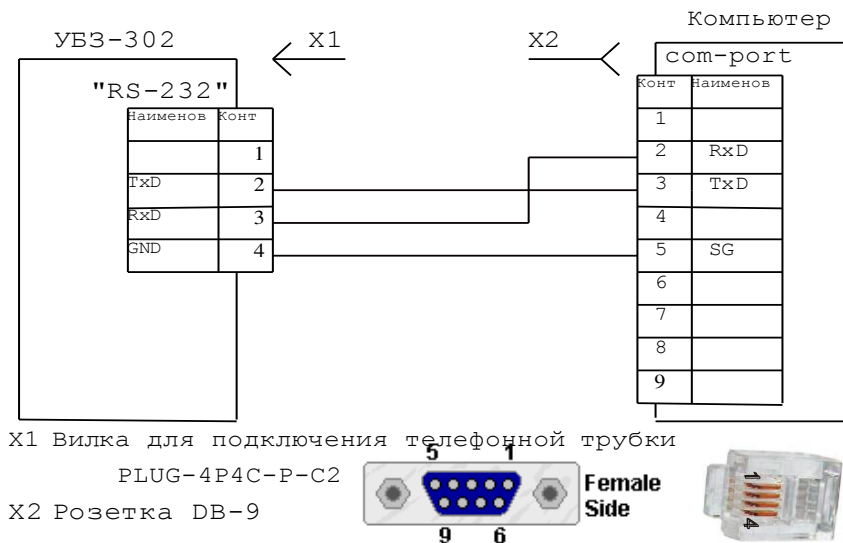 Компьютер
УБЗ-302
X1
X2
com-port
"RS-232"
Конт Наименов
Наименов Конт
1
1
2 RxD
TxD 2
3 TxD
RxD 3
4
GND 4
5 SG
6
7
8
9
X1 Вилка для подключения телефонной трубки
PLUG-4P4C-P-C2
X2 Розетка DB-9
5 1
Female
Side
9 6
1
4